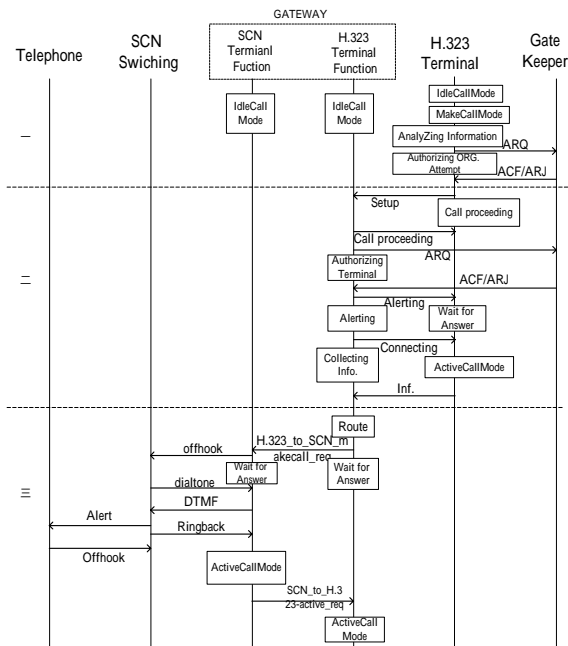 GATEWAY
Telephone
SCN
Swiching
SCN
Termianl
Fuction
H.323
Terminal
Function
H.323
Terminal
Gate
Keeper
IdleCall
Mode
IdleCall
Mode
IdleCallMode
MakeCallMode
AnalyZing Information
ARQ
Authorizing ORG.
Attempt
ACF/ARJ
一
Setup
Call proceeding
Call proceeding
ARQ
Authorizing
Terminal
二
ACF/ARJ
Alerting
Alerting
Wait for
Answer
Connecting
Collecting
Info.
ActiveCallMode
Inf.
Route
H.323_to_SCN_m
akecall_req
offhook
Wait for
Answer
Wait for
Answer
dialtone
三
DTMF
Alert
Ringback
Offhook
ActiveCallMode
SCN_to_H.3
23-active_req
ActiveCall
Mode